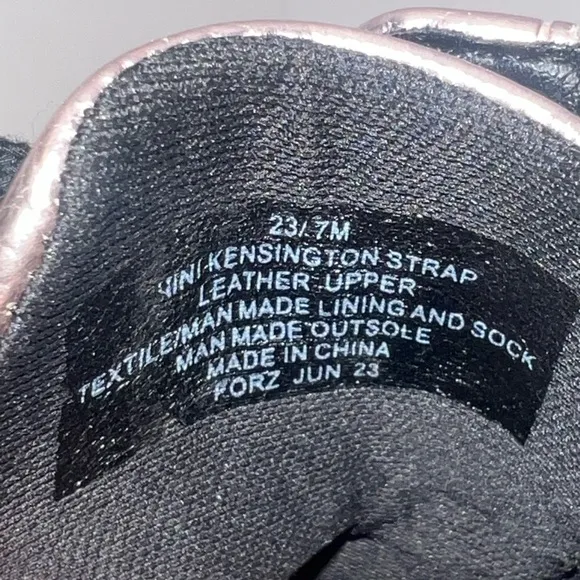 23/7M
MINI KENSINGTON STRAP
LEATHER UPPER
TEXTILE/MAN MADE LINING AND SOCK
MAN MADE OUTSOLE
MADE IN CHINA
JUN 23